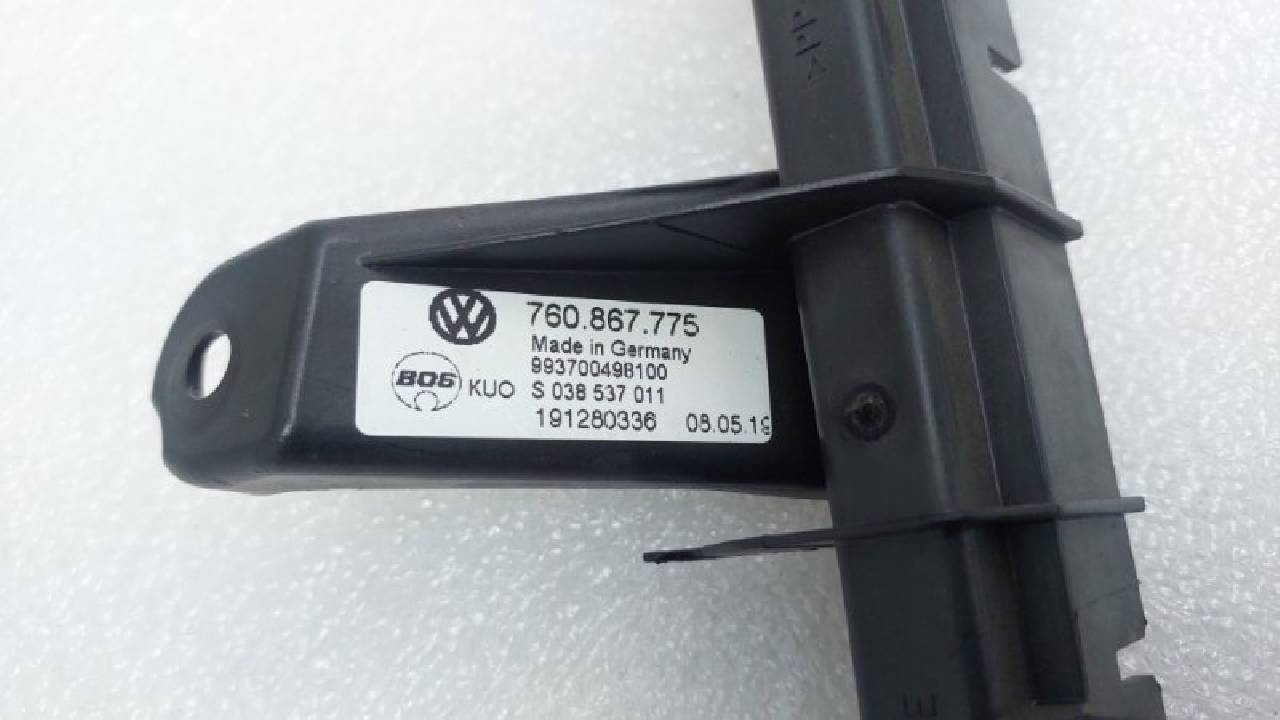 760.867.775
Made in Germany
993700498100
BOS KUO S 038 537 011
191280336 08.05.19